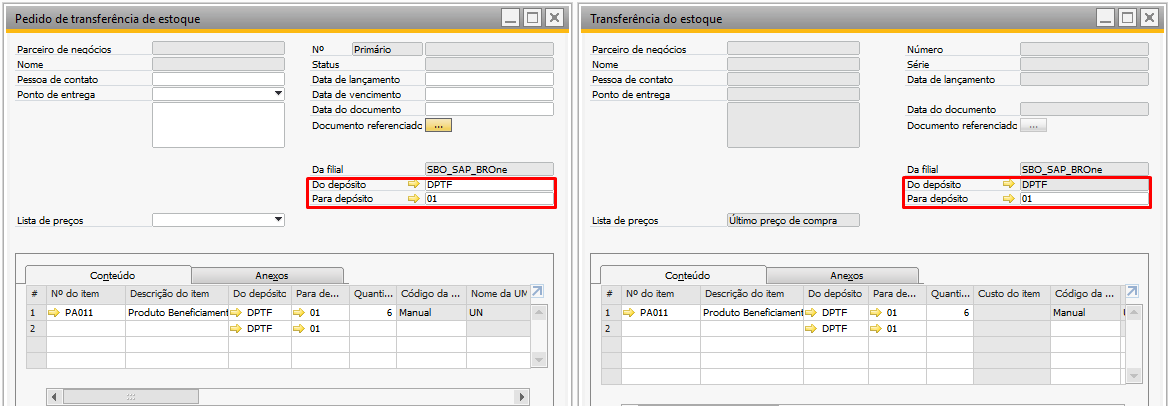 Pedido de transferência de estoque
Parceiro de negócios
Nome
Pessoa de contato
Ponto de entrega
Nº Primário
Status
Data de lançamento
Data de vencimento
Data do documento
Documento referenciado ...
Da filial SBO_SAP_BROne
Do depósito DPTF
Para depósito 01
Lista de preços
Conteúdo Anexos
# Nº do item Descrição do item Do depósito Para de... Quanti... Código da ... Nome da UM
1 PA011 Produto Beneficiament DPTF 01 6 Manual UN
2 DPTF 01
Transferência do estoque
Parceiro de negócios
Nome
Pessoa de contato
Ponto de entrega
Número
Série
Data de lançamento
Data do documento
Documento referenciado ...
Da filial SBO_SAP_BROne
Do depósito DPTF
Para depósito 01
Lista de preços Último preço de compra
Conteúdo Anexos
# Nº do item Descrição do item Do depósito Para de... Quanti... Custo do item Código da ...
1 PA011 Produto Beneficiament DPTF 01 6 Manual
2 DPTF 01